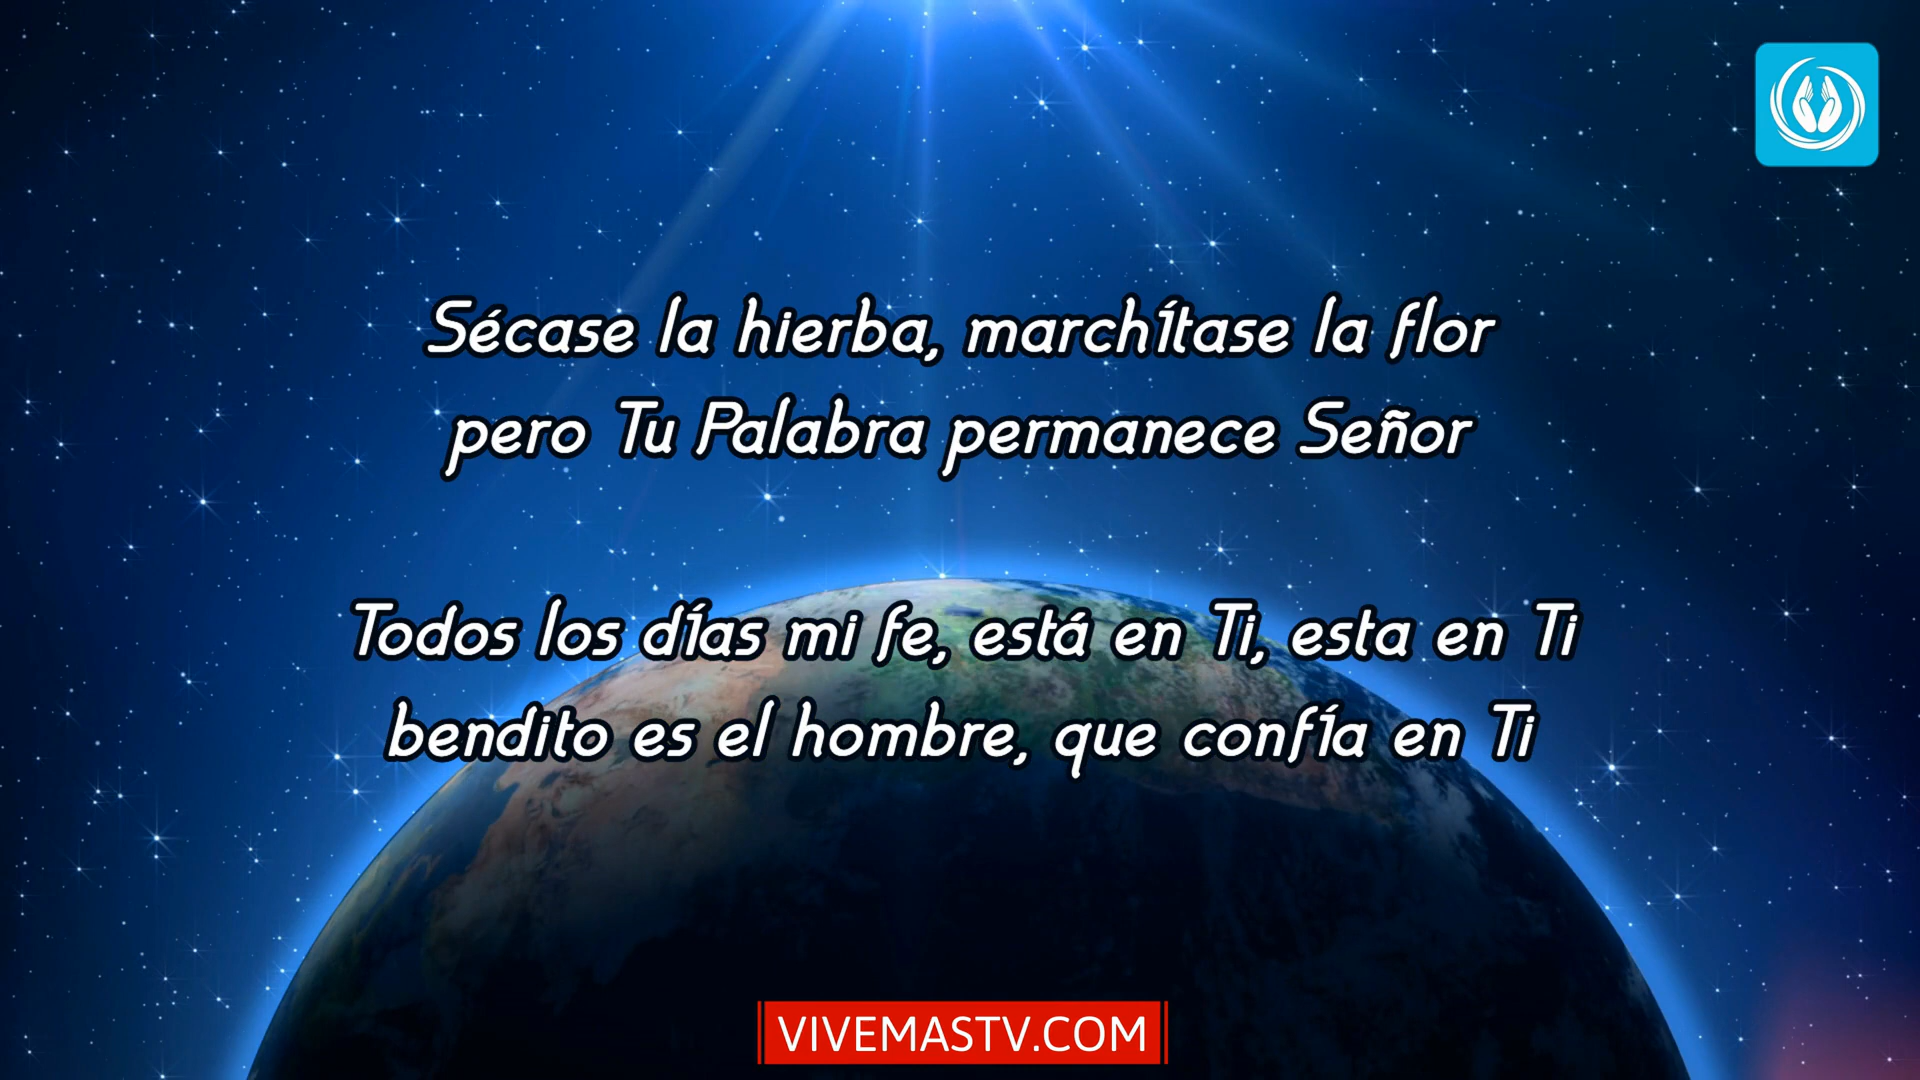 Sécase la hierba, marchítase la flor
pero Tu Palabra permanece Señor
Todos los días mi fe, está en Ti, esta en Ti
bendito es el hombre, que confía en Ti
VIVEMASTV.COM